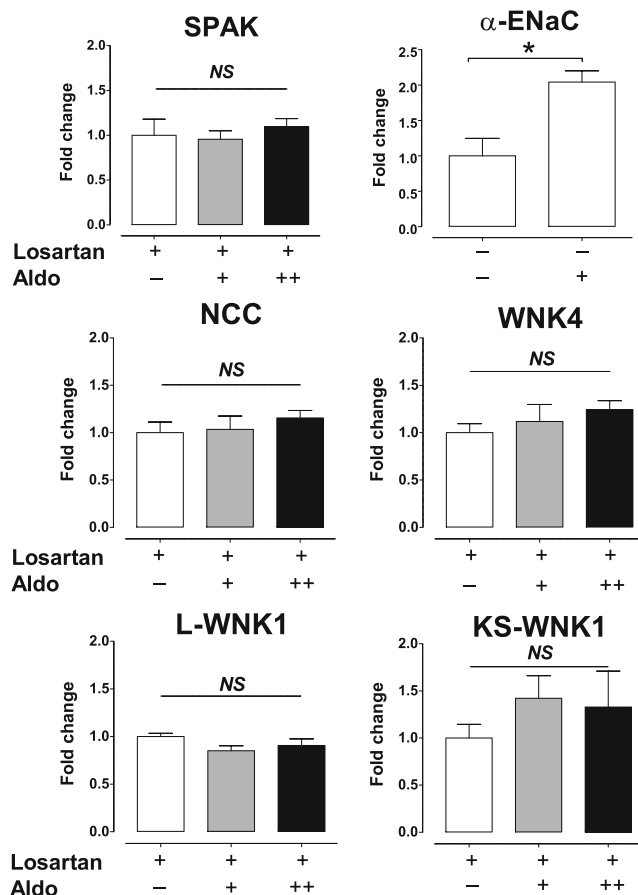 SPAK
2.0
1.5
1.0
0.5
0.0
Fold change
NS
Losartan + + +
Aldo – + ++
α-ENaC
2.5
2.0
1.5
1.0
0.5
0.0
Fold change
*
– –
– +
NCC
2.0
1.5
1.0
0.5
0.0
Fold change
NS
Losartan + + +
Aldo – + ++
WNK4
2.0
1.5
1.0
0.5
0.0
Fold change
NS
+ + +
– + ++
L-WNK1
2.0
1.5
1.0
0.5
0.0
Fold change
NS
Losartan + + +
Aldo – + ++
KS-WNK1
2.0
1.5
1.0
0.5
0.0
Fold change
NS
+ + +
– + ++